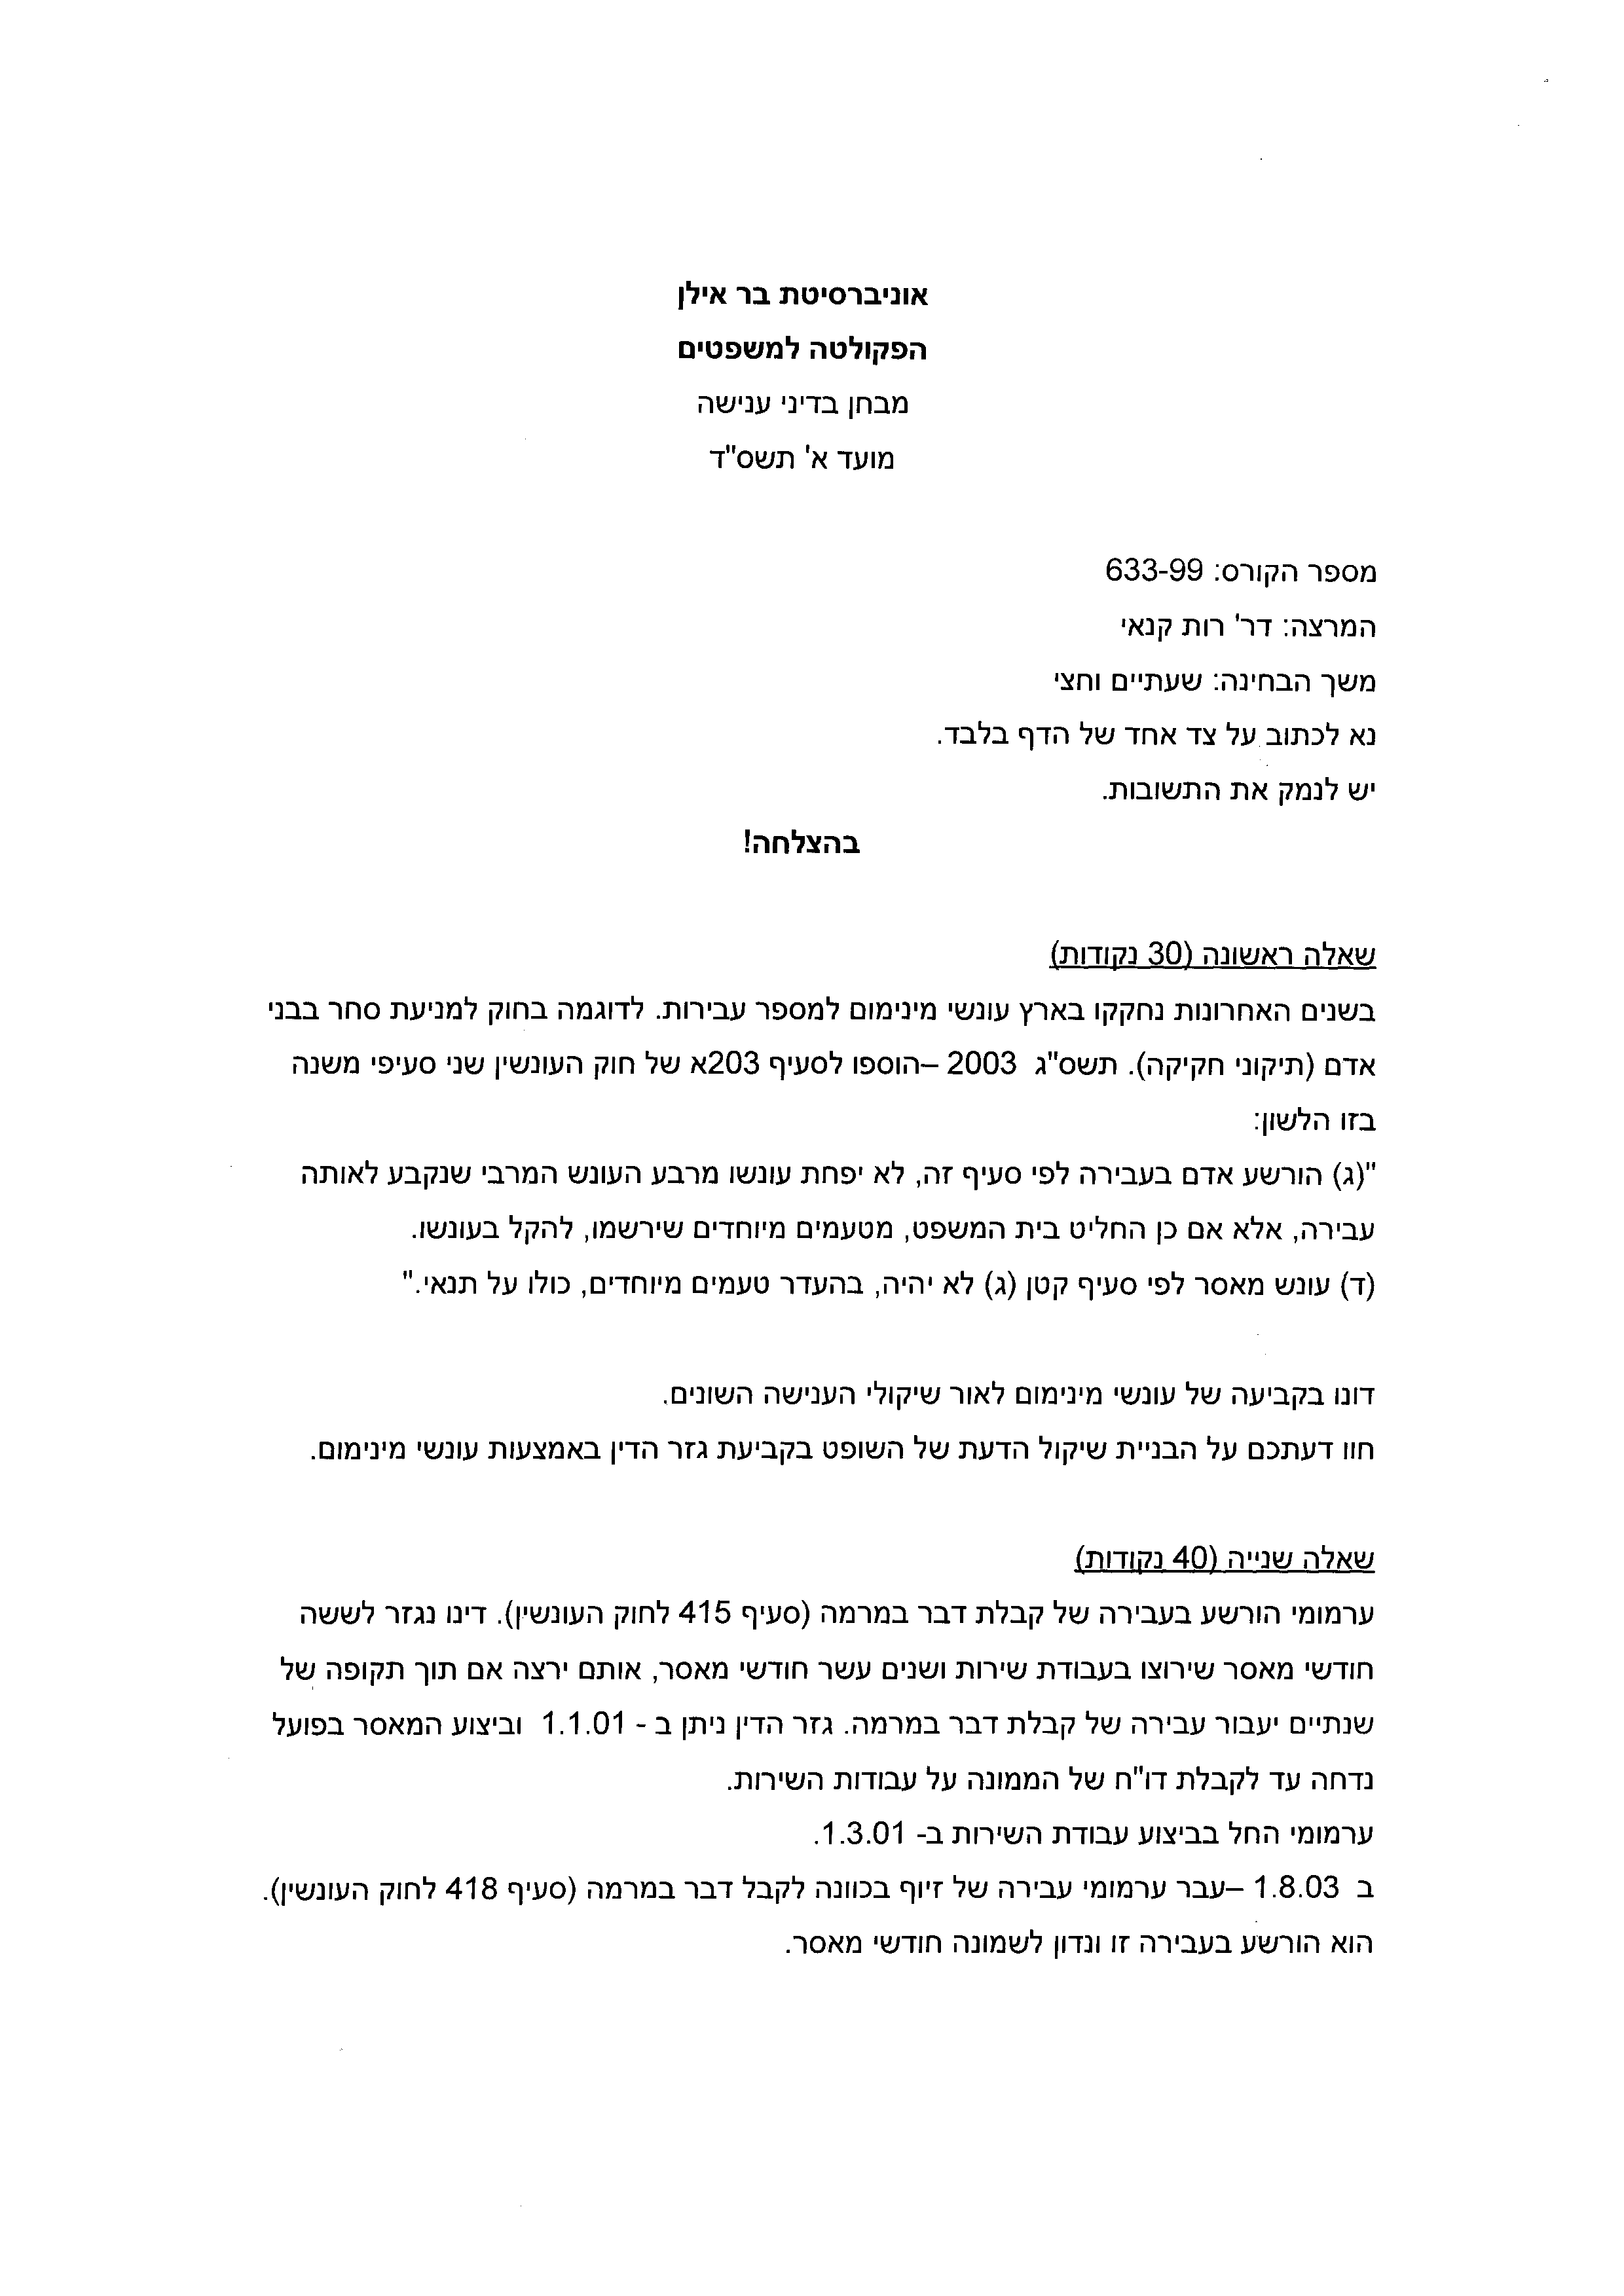 אוניברסיטת בר אילן
הפקולטה למשפטים
מבחן בדיני ענישה
מועד א' תשס"ד
מספר הקורס: 633-99
המרצה: דר' רות קנאי
משך הבחינה: שעתיים וחצי
נא לכתוב על צד אחד של הדף בלבד.
יש לנמק את התשובות.
בהצלחה!
שאלה ראשונה (30 נקודות)
בשנים האחרונות נחקקו בארץ עונשי מינימום למספר עבירות. לדוגמה בחוק למניעת סחר בבני
אדם (תיקוני חקיקה). תשס"ג 2003 –הוספו לסעיף 203א של חוק העונשין שני סעיפי משנה
בזו הלשון:
"(ג) הורשע אדם בעבירה לפי סעיף זה, לא יפחת עונשו מרבע העונש המרבי שנקבע לאותה
עבירה, אלא אם כן החליט בית המשפט, מטעמים מיוחדים שירשמו, להקל בעונשו.
(ד) עונש מאסר לפי סעיף קטן (ג) לא יהיה, בהעדר טעמים מיוחדים, כולו על תנאי."
דונו בקביעה של עונשי מינימום לאור שיקולי הענישה השונים.
חוו דעתכם על הבניית שיקול הדעת של השופט בקביעת גזר הדין באמצעות עונשי מינימום.
שאלה שנייה (40 נקודות)
ערמומי הורשע בעבירה של קבלת דבר במרמה (סעיף 415 לחוק העונשין). דינו נגזר לששה
חודשי מאסר שירוצו בעבודת שירות ושנים עשר חודשי מאסר, אותם ירצה אם תוך תקופה של
שנתיים יעבור עבירה של קבלת דבר במרמה. גזר הדין ניתן ב - 1.1.01 וביצוע המאסר בפועל
נדחה עד לקבלת דו"ח של הממונה על עבודות השירות.
ערמומי החל בביצוע עבודת השירות ב- 1.3.01.
ב 1.8.03 –עבר ערמומי עבירה של זיוף בכוונה לקבל דבר במרמה (סעיף 418 לחוק העונשין).
הוא הורשע בעבירה זו ונדון לשמונה חודשי מאסר.